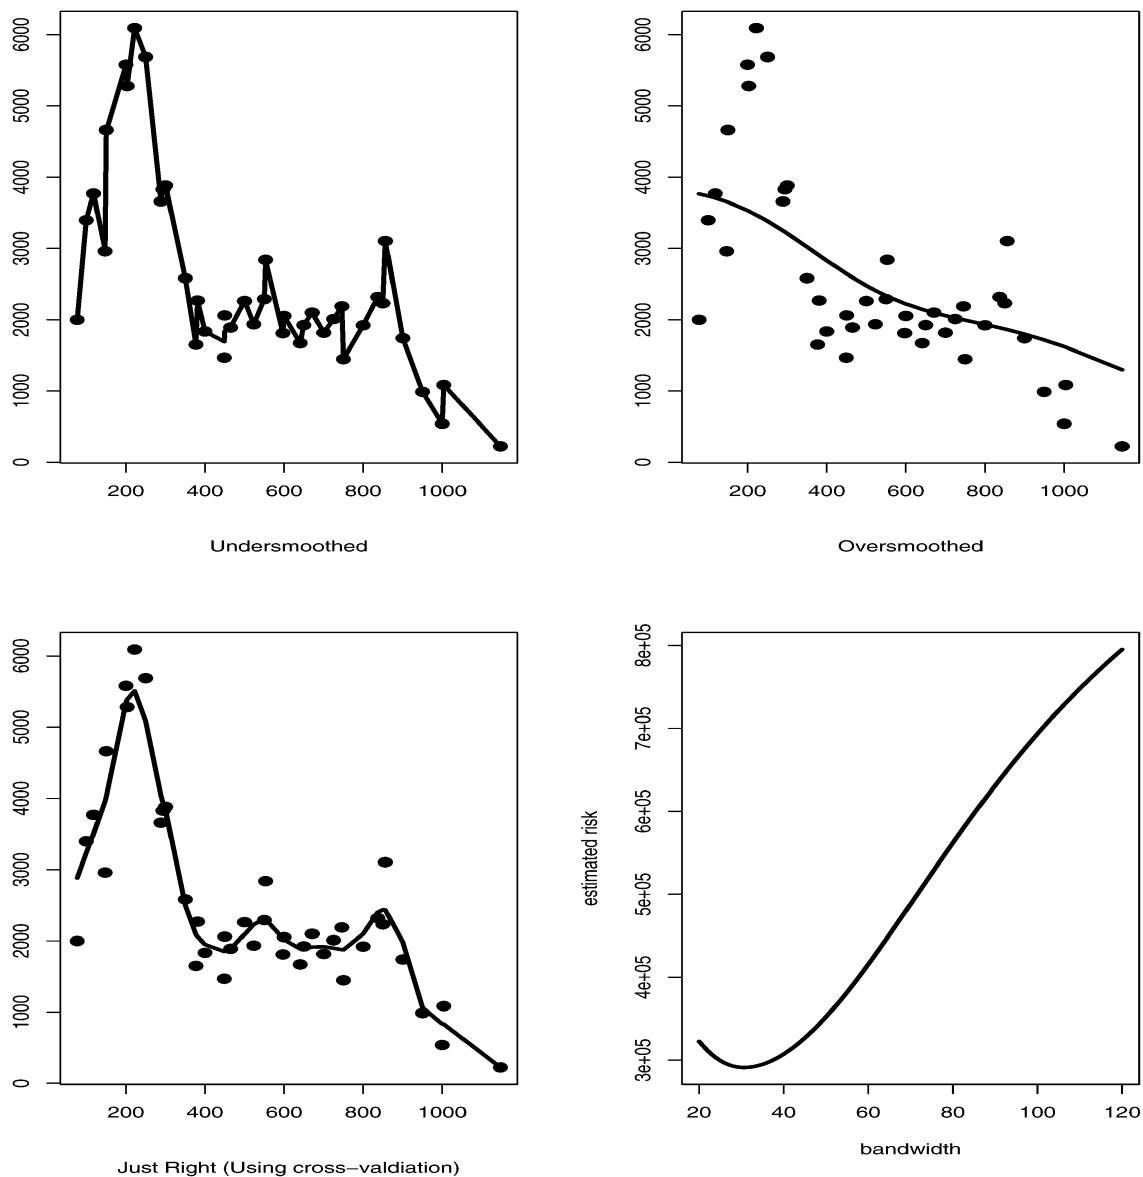 6000
5000
4000
3000
2000
1000
0
200 400 600 800 1000
Undersmoothed
6000
5000
4000
3000
2000
1000
0
200 400 600 800 1000
Oversmoothed
6000
5000
4000
3000
2000
1000
0
200 400 600 800 1000
Just Right (Using cross−valdiation)
estimated risk
8e+05
7e+05
6e+05
5e+05
4e+05
3e+05
20 40 60 80 100 120
bandwidth